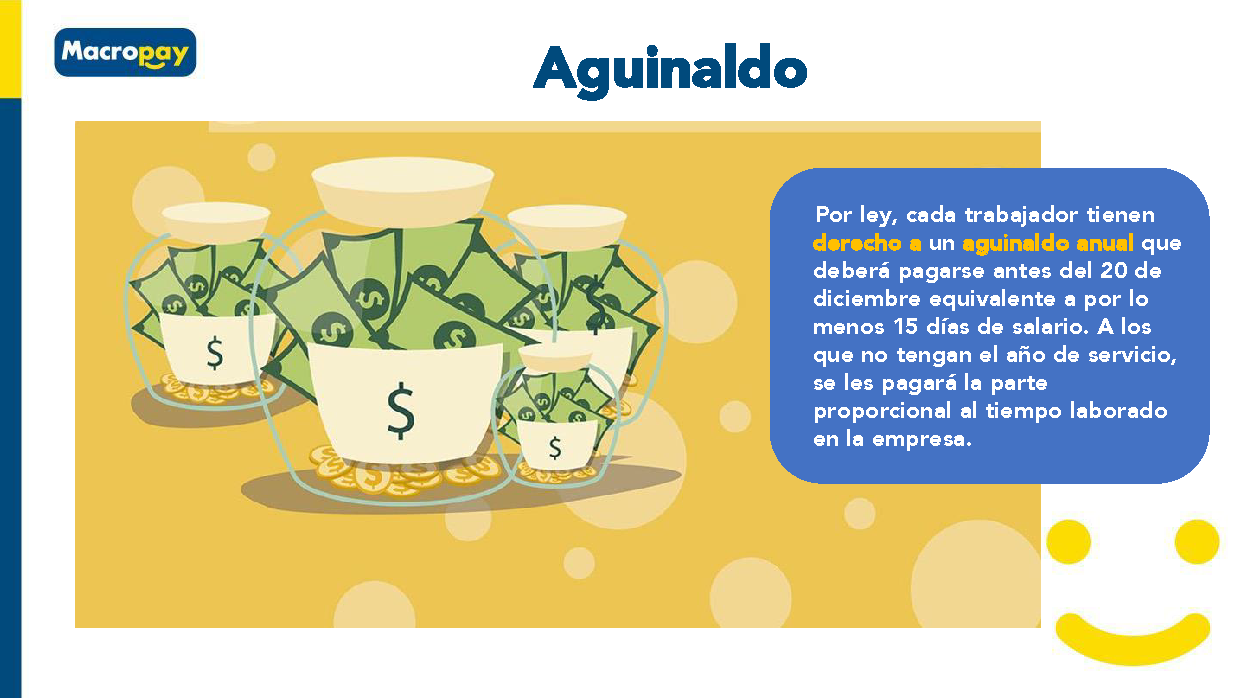 Macropay
Aguinaldo
Por ley, cada trabajador tienen
derecho a un aguinaldo anual que
deberá pagarse antes del 20 de
diciembre equivalente a por lo
menos 15 días de salario. A los
que no tengan el año de servicio,
se les pagará la parte
proporcional al tiempo laborado
en la empresa.
$
$
$